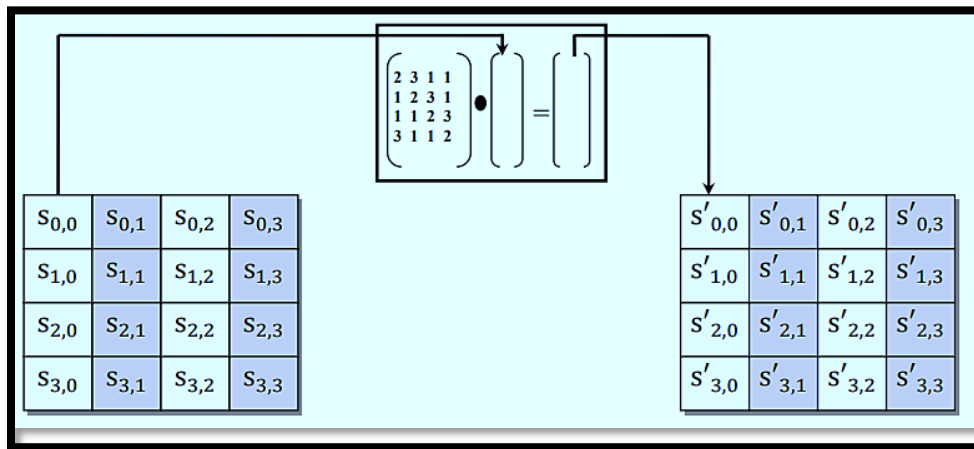 2 3 1 1
1 2 3 1
1 1 2 3
3 1 1 2
● =
s0,0 s0,1 s0,2 s0,3
s1,0 s1,1 s1,2 s1,3
s2,0 s2,1 s2,2 s2,3
s3,0 s3,1 s3,2 s3,3
s′0,0 s′0,1 s′0,2 s′0,3
s′1,0 s′1,1 s′1,2 s′1,3
s′2,0 s′2,1 s′2,2 s′2,3
s′3,0 s′3,1 s′3,2 s′3,3